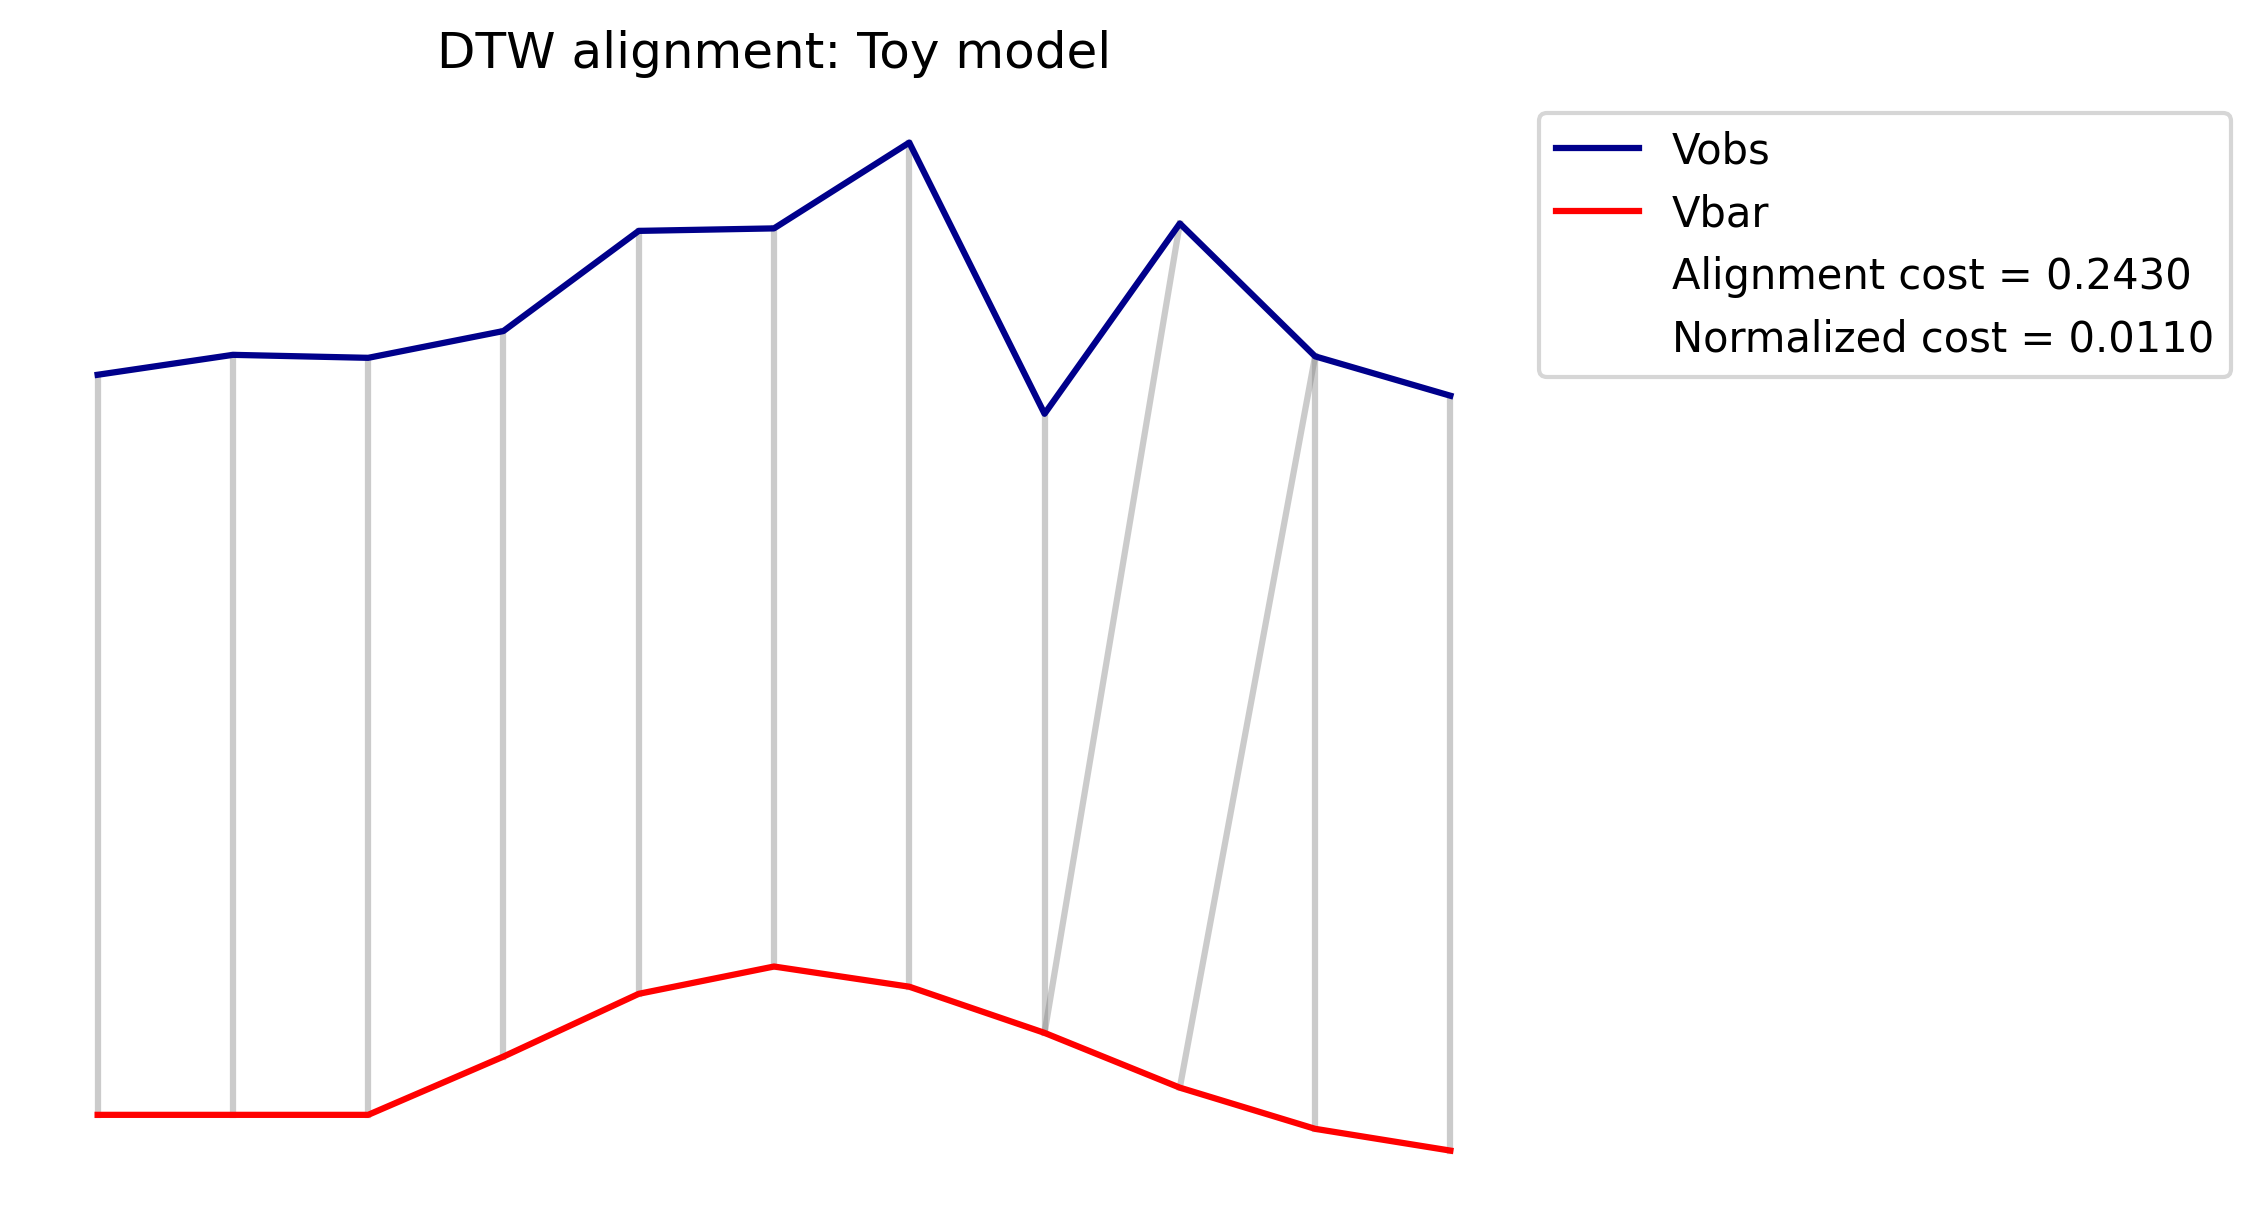 DTW alignment: Toy model
Vobs
Vbar
Alignment cost = 0.2430
Normalized cost = 0.0110